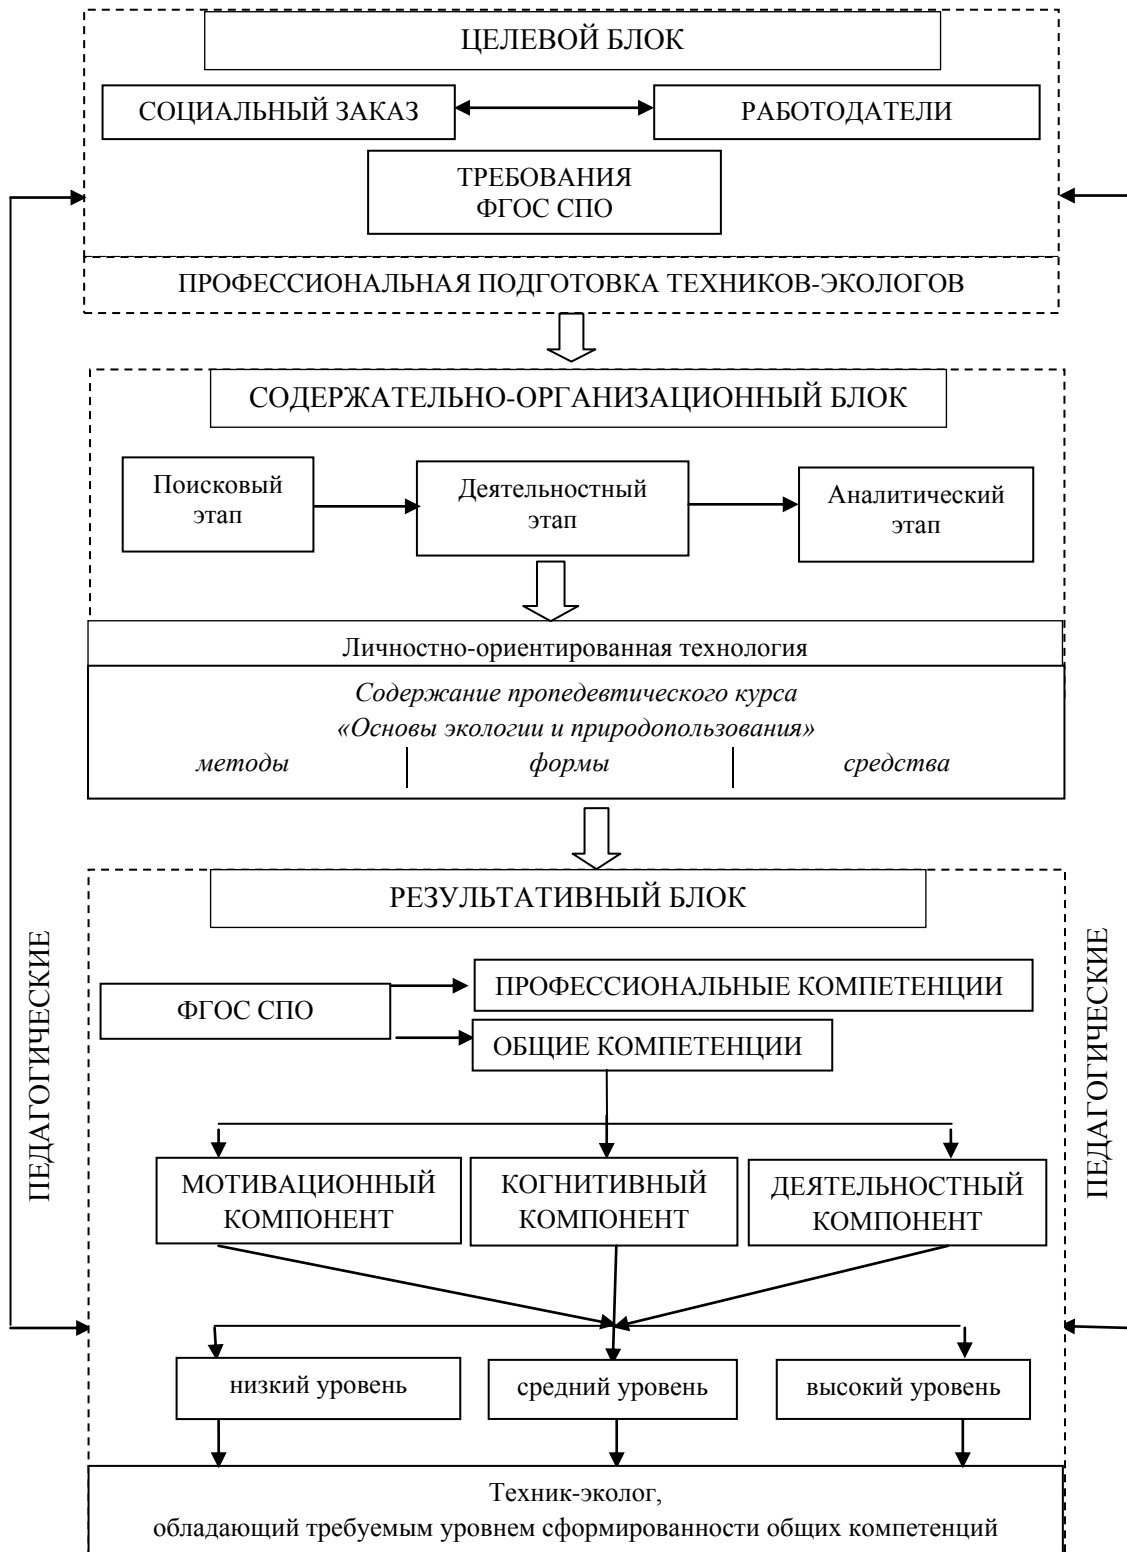 ЦЕЛЕВОЙ БЛОК
СОЦИАЛЬНЫЙ ЗАКАЗ
РАБОТОДАТЕЛИ
ТРЕБОВАНИЯ
ФГОС СПО
ПРОФЕССИОНАЛЬНАЯ ПОДГОТОВКА ТЕХНИКОВ-ЭКОЛОГОВ
СОДЕРЖАТЕЛЬНО-ОРГАНИЗАЦИОННЫЙ БЛОК
Поисковый
этап
Деятельностный
этап
Аналитический
этап
Личностно-ориентированная технология
Содержание пропедевтического курса
«Основы экологии и природопользования»
методы
формы
средства
РЕЗУЛЬТАТИВНЫЙ БЛОК
ФГОС СПО
ПРОФЕССИОНАЛЬНЫЕ КОМПЕТЕНЦИИ
ОБЩИЕ КОМПЕТЕНЦИИ
МОТИВАЦИОННЫЙ
КОМПОНЕНТ
КОГНИТИВНЫЙ
КОМПОНЕНТ
ДЕЯТЕЛЬНОСТНЫЙ
КОМПОНЕНТ
низкий уровень
средний уровень
высокий уровень
Техник-эколог,
обладающий требуемым уровнем сформированности общих компетенций
ПЕДАГОГИЧЕСКИЕ
ПЕДАГОГИЧЕСКИЕ